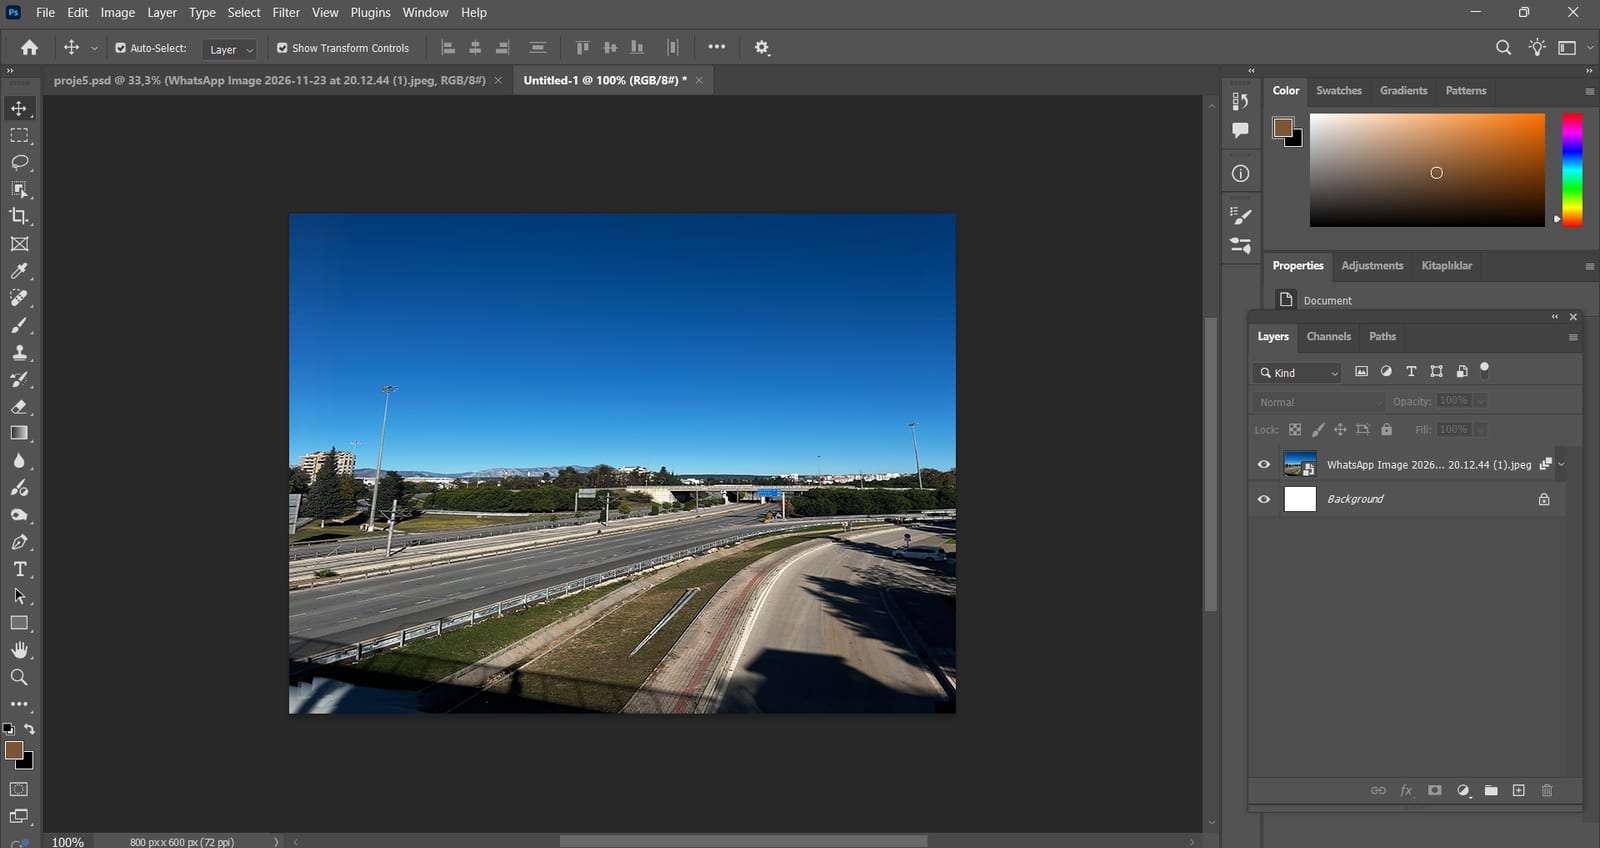 Ps File Edit Image Layer Type Select Filter View Plugins Window Help
Auto-Select: Layer Show Transform Controls
proje5.psd @ 33,3% (WhatsApp Image 2026-11-23 at 20.12.44 (1).jpeg, RGB/8#) × Untitled-1 @ 100% (RGB/8#) * ×
Color Swatches Gradients Patterns
Properties Adjustments Kitaplıklar
Document
Layers Channels Paths
Kind
Normal Opacity: 100%
Lock: Fill: 100%
WhatsApp Image 2026... 20.12.44 (1).jpeg
Background
fx
100% 800 px x 600 px (72 ppi)